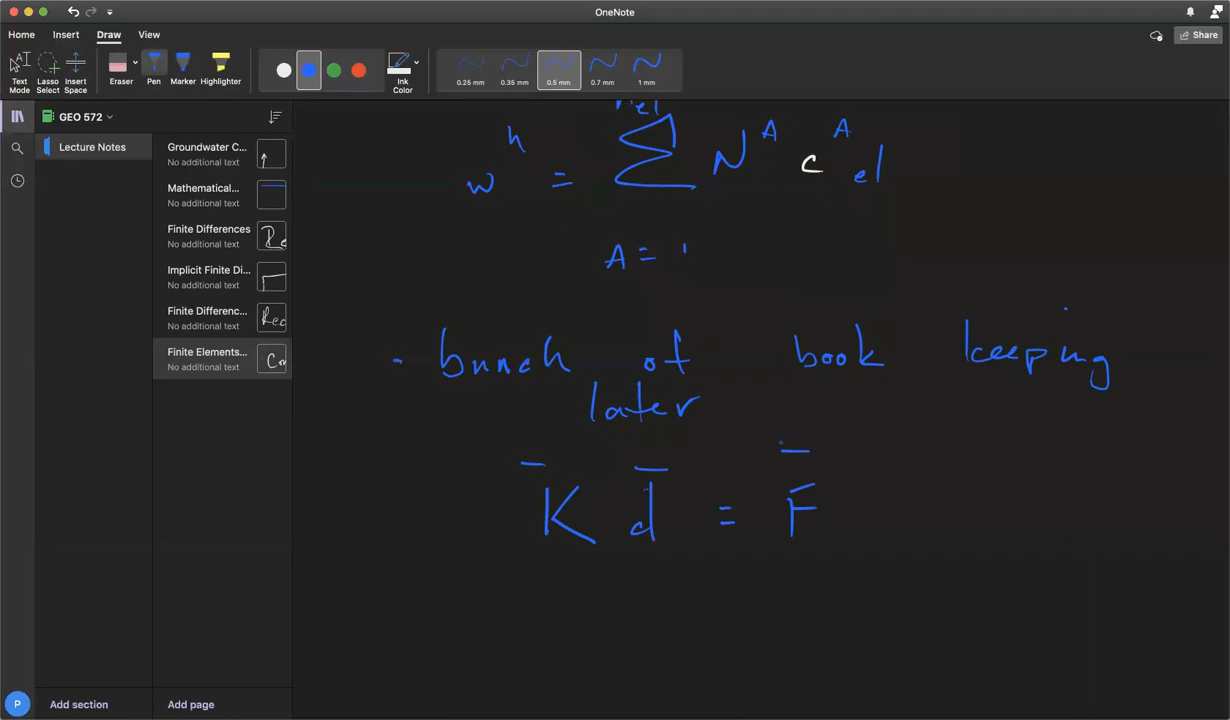 OneNote
Home Insert Draw View
Share
Text Mode Lasso Select Insert Space Eraser Pen Marker Highlighter Ink Color 0.25 mm 0.35 mm 0.5 mm 0.7 mm 1 mm
GEO 572
Lecture Notes
Groundwater C...
No additional text
Mathematical...
No additional text
Finite Differences
No additional text
Implicit Finite Di...
No additional text
Finite Differenc...
No additional text
Finite Elements...
No additional text
w^h = Σ N^A c^A_el
A = 1
- bunch of book keeping
later
K̄ d̄ = F̄
P
Add section
Add page